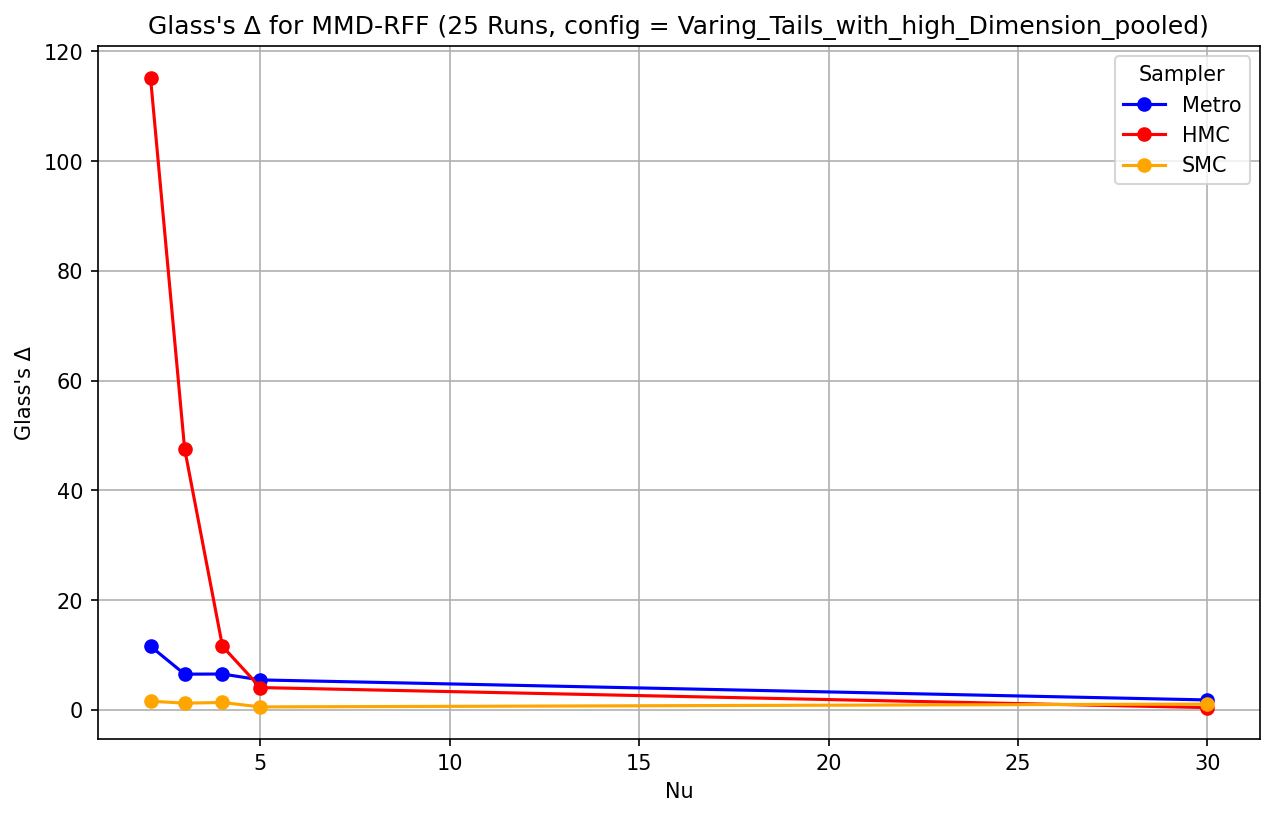 Glass's Δ for MMD-RFF (25 Runs, config = Varing_Tails_with_high_Dimension_pooled)
Glass's Δ
120
100
80
60
40
20
0
5
10
15
20
25
30
Nu
Sampler
Metro
HMC
SMC